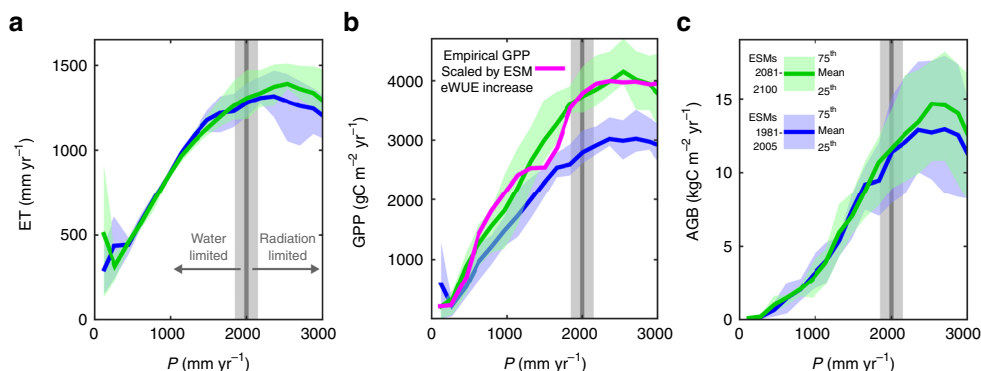 a
1500
1000
500
0
ET (mm yr⁻¹)
Water limited
Radiation limited
0 1000 2000 3000
P (mm yr⁻¹)
b
Empirical GPP
Scaled by ESM
eWUE increase
4000
3000
2000
1000
GPP (gC m⁻² yr⁻¹)
0 1000 2000 3000
P (mm yr⁻¹)
c
ESMs
2081-
2100
75th
Mean
25th
ESMs
1981-
2005
75th
Mean
25th
15
10
5
0
AGB (kgC m⁻² yr⁻¹)
0 1000 2000 3000
P (mm yr⁻¹)